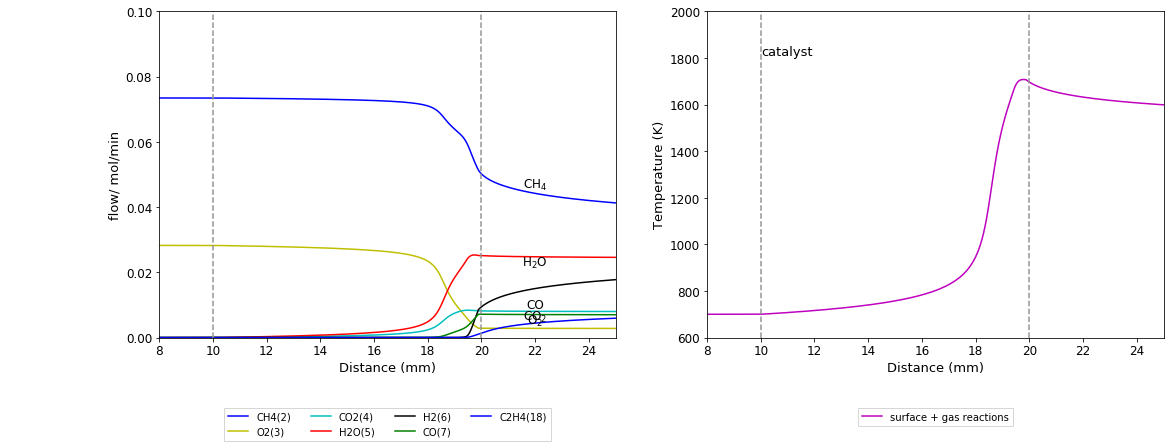 0.10
0.08
0.06
0.04
0.02
0.00
flow/ mol/min
8 10 12 14 16 18 20 22 24
Distance (mm)
CH₄
H₂O
CO
CO₂
O₂
CH4(2) CO2(4) H2(6) C2H4(18)
O2(3) H2O(5) CO(7)
2000
1800
1600
1400
1200
1000
800
600
Temperature (K)
catalyst
8 10 12 14 16 18 20 22 24
Distance (mm)
surface + gas reactions